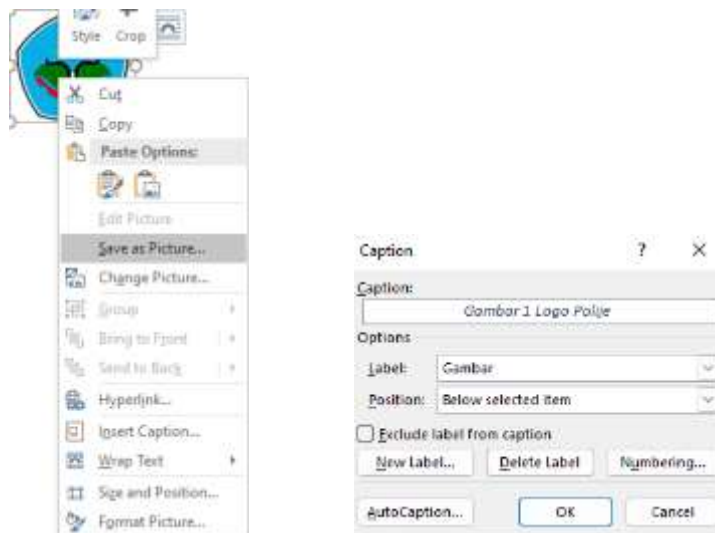 Style Crop
Cut
Copy
Paste Options:
Edit Picture
Save as Picture...
Change Picture...
Group
Bring to Front
Send to Back
Hyperlink...
Insert Caption...
Wrap Text
Size and Position...
Format Picture...
Caption ? ×
Caption:
Gambar 1 Logo Polije
Options
Label: Gambar
Position: Below selected item
Exclude label from caption
New Label... Delete Label Numbering...
AutoCaption... OK Cancel